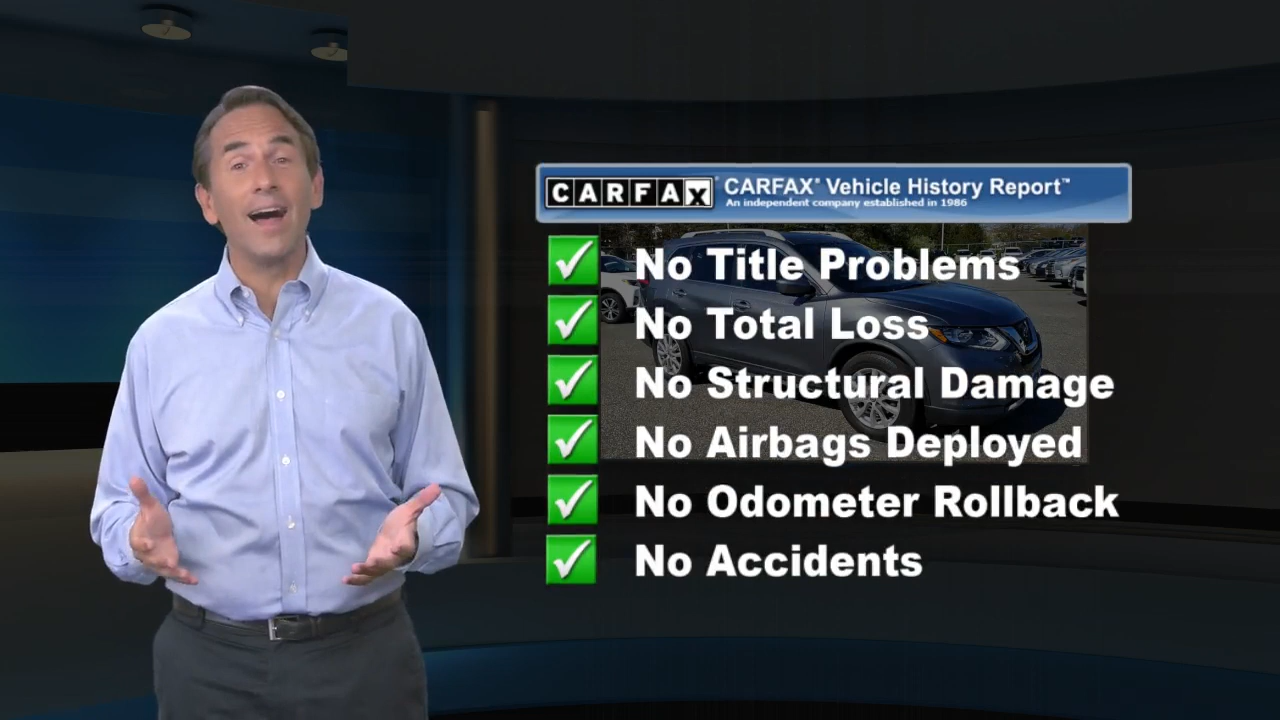 CARFAX CARFAX® Vehicle History Report™
An independent company established in 1986
No Title Problems
No Total Loss
No Structural Damage
No Airbags Deployed
No Odometer Rollback
No Accidents